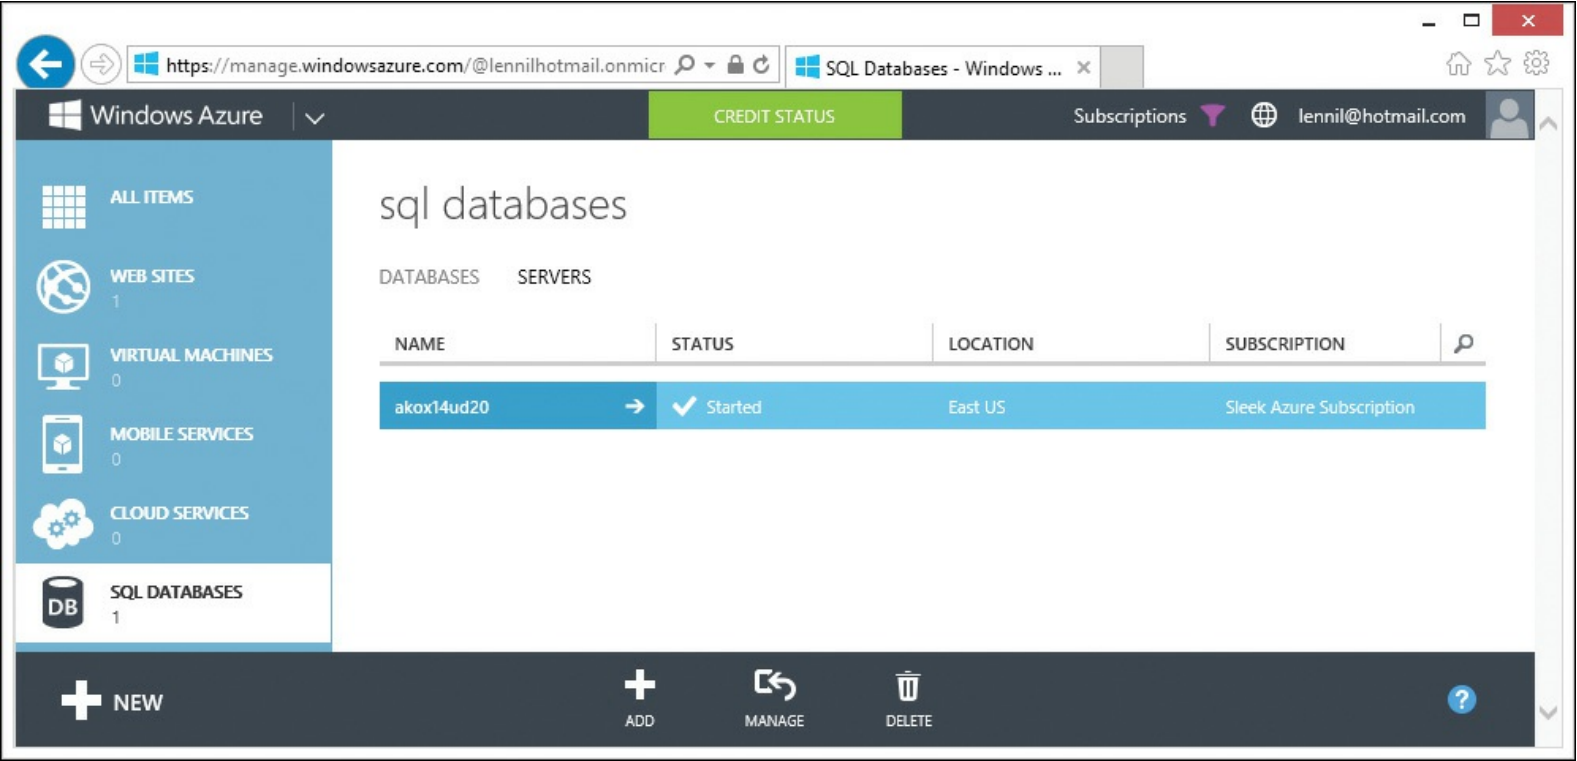 https://manage.windowsazure.com/@lennilhotmail.onmicr
SQL Databases - Windows ...
Windows Azure
CREDIT STATUS
Subscriptions
lennil@hotmail.com
ALL ITEMS
WEB SITES
1
VIRTUAL MACHINES
0
MOBILE SERVICES
0
CLOUD SERVICES
0
DB
SQL DATABASES
1
sql databases
DATABASES SERVERS
NAME STATUS LOCATION SUBSCRIPTION
akox14ud20 Started East US Sleek Azure Subscription
NEW
ADD
MANAGE
DELETE
?